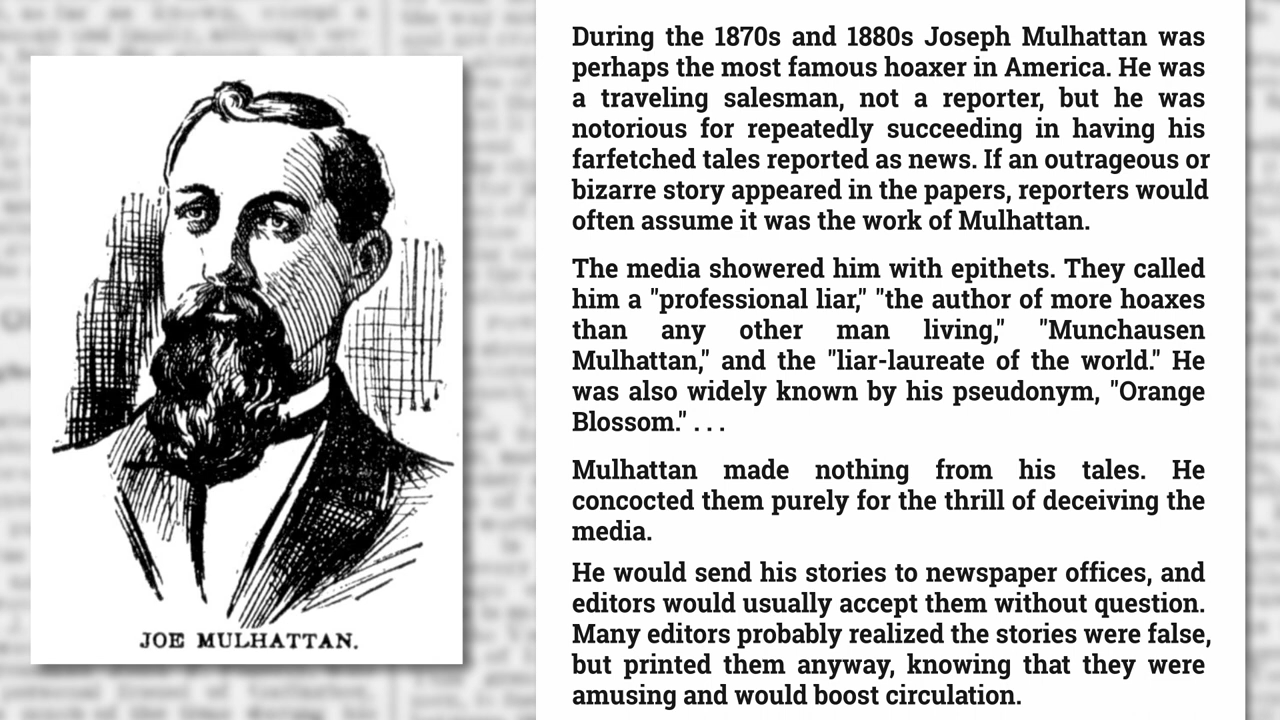 During the 1870s and 1880s Joseph Mulhattan was
perhaps the most famous hoaxer in America. He was
a traveling salesman, not a reporter, but he was
notorious for repeatedly succeeding in having his
farfetched tales reported as news. If an outrageous or
bizarre story appeared in the papers, reporters would
often assume it was the work of Mulhattan.
The media showered him with epithets. They called
him a "professional liar," "the author of more hoaxes
than any other man living," "Munchausen
Mulhattan," and the "liar-laureate of the world." He
was also widely known by his pseudonym, "Orange
Blossom." . . .
Mulhattan made nothing from his tales. He
concocted them purely for the thrill of deceiving the
media.
He would send his stories to newspaper offices, and
editors would usually accept them without question.
Many editors probably realized the stories were false,
but printed them anyway, knowing that they were
amusing and would boost circulation.
JOE MULHATTAN.